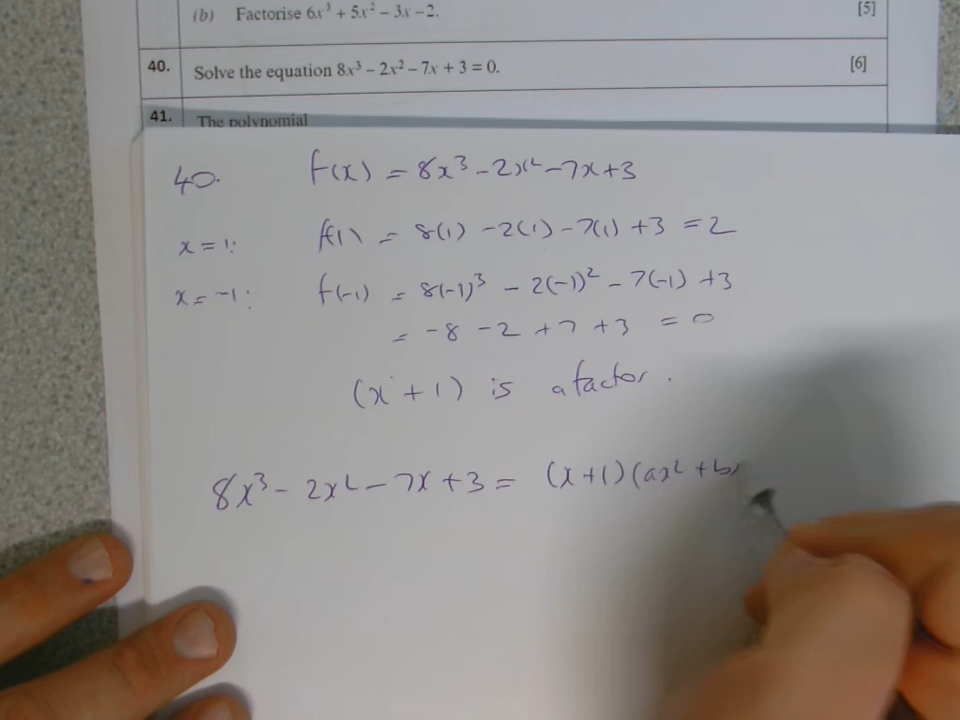 (b) Factorise 6x³ + 5x² – 3x – 2. [5]
40. Solve the equation 8x³ – 2x² – 7x + 3 = 0. [6]
41. The polynomial
40. f(x) = 8x³ - 2x² - 7x + 3
x = 1: f(1) = 8(1) - 2(1) - 7(1) + 3 = 2
x = -1: f(-1) = 8(-1)³ - 2(-1)² - 7(-1) + 3
= -8 - 2 + 7 + 3 = 0
(x + 1) is a factor.
8x³ - 2x² - 7x + 3 = (x + 1)(ax² + bx